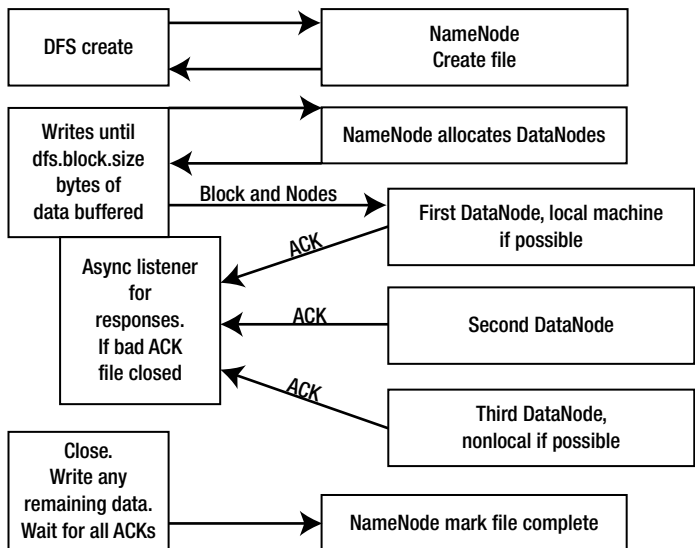 DFS create
NameNode
Create file
Writes until
dfs.block.size
bytes of
data buffered
NameNode allocates DataNodes
Block and Nodes
First DataNode, local machine
if possible
ACK
Async listener
for
responses.
If bad ACK
file closed
ACK
Second DataNode
ACK
Third DataNode,
nonlocal if possible
Close.
Write any
remaining data.
Wait for all ACKs
NameNode mark file complete